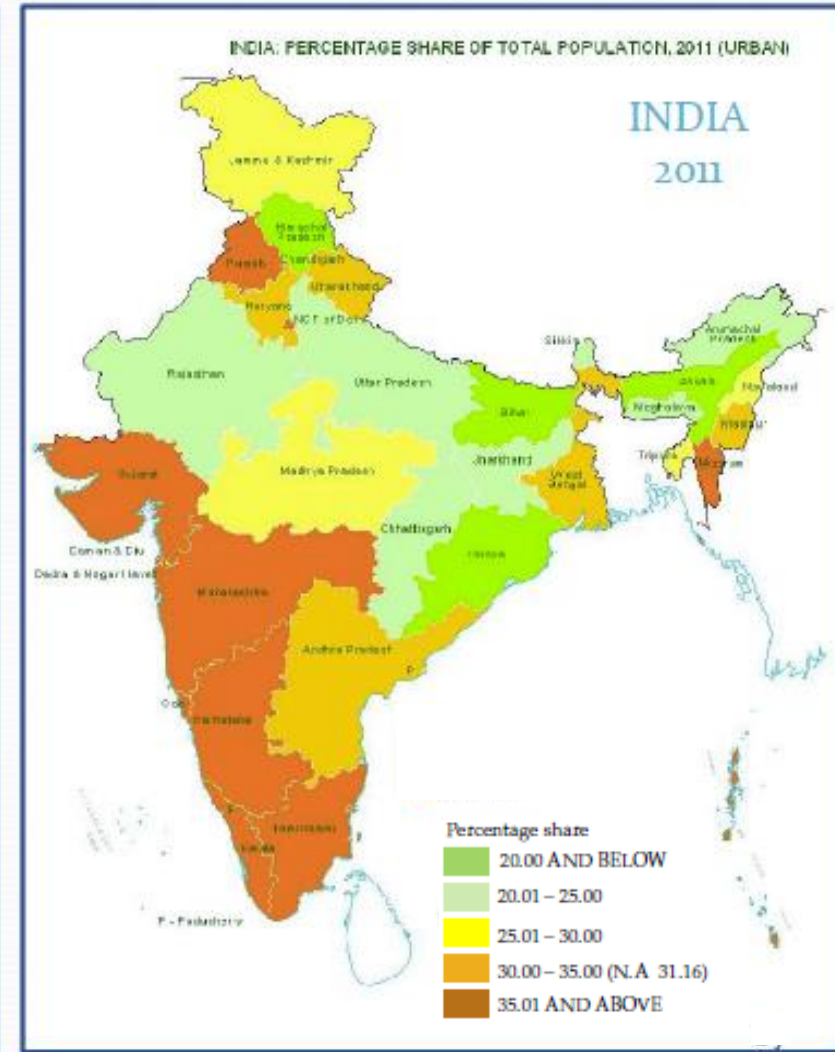 INDIA: PERCENTAGE SHARE OF TOTAL POPULATION, 2011 (URBAN)
INDIA
2011
Jammu & Kashmir
Himachal
Pradesh
Punjab
Chandigarh
Uttarakhand
Haryana
NCT of Delhi
Rajasthan
Uttar Pradesh
Sikkim
Arunachal
Pradesh
Assam
Nagaland
Meghalaya
Manipur
Bihar
Tripura
Mizoram
Gujarat
Madhya Pradesh
Jharkhand
West
Bengal
Chhattisgarh
Orissa
Daman & Diu
Dadra & Nagar Haveli
Maharashtra
Andhra Pradesh
P
Goa
Karnataka
P
Tamilnadu
Kerala
P
P - Puducherry
Percentage share
20.00 AND BELOW
20.01 – 25.00
25.01 – 30.00
30.00 – 35.00 (N.A 31.16)
35.01 AND ABOVE